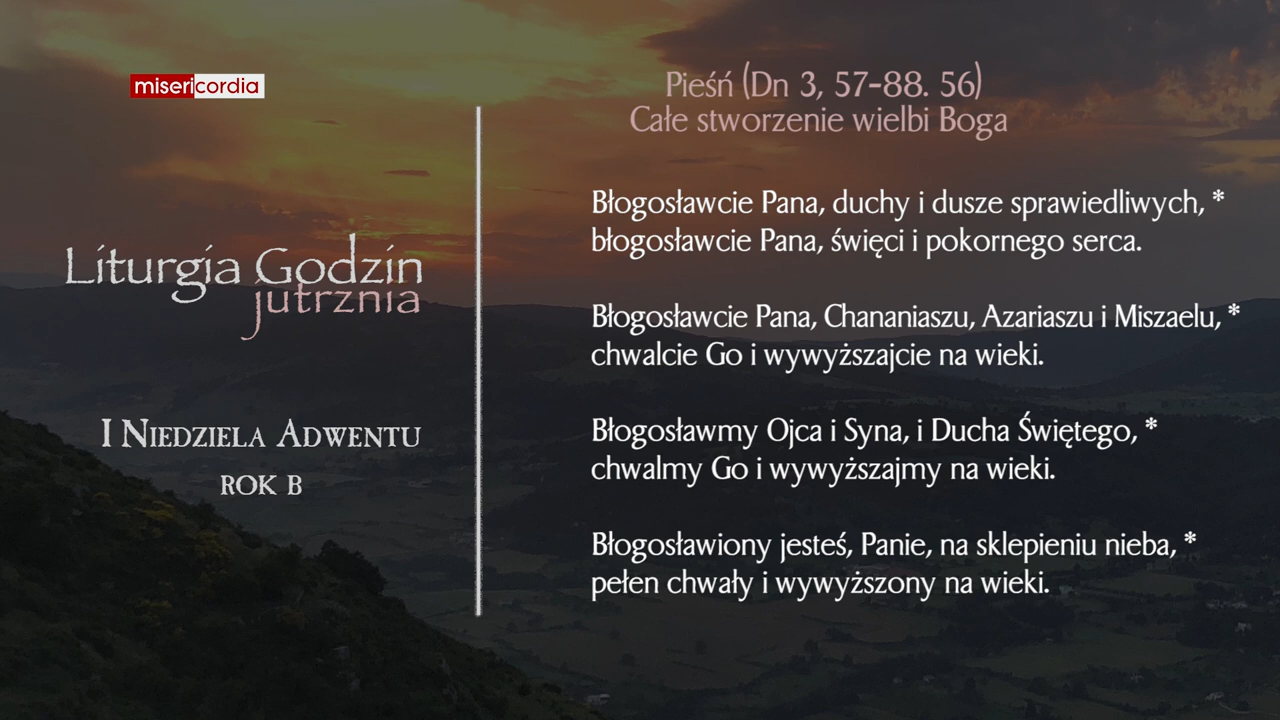 misericordia
Liturgia Godzin
jutrznia
I Niedziela Adwentu
rok B
Pieśń (Dn 3, 57-88. 56)
Całe stworzenie wielbi Boga
Błogosławcie Pana, duchy i dusze sprawiedliwych, *
błogosławcie Pana, święci i pokornego serca.
Błogosławcie Pana, Chananiaszu, Azariaszu i Miszaelu, *
chwalcie Go i wywyższajcie na wieki.
Błogosławmy Ojca i Syna, i Ducha Świętego, *
chwalmy Go i wywyższajmy na wieki.
Błogosławiony jesteś, Panie, na sklepieniu nieba, *
pełen chwały i wywyższony na wieki.